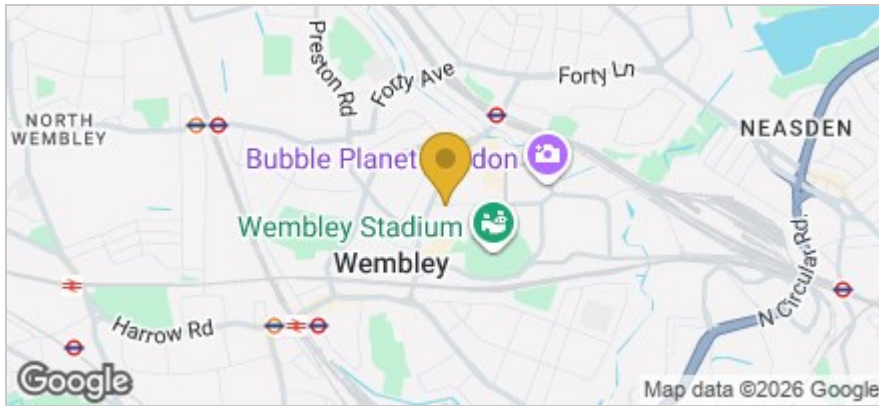 Preston Rd
Forty Ave
Forty Ln
NORTH
WEMBLEY
NEASDEN
Bubble Planet
don
Wembley Stadium
Wembley
N Circular Rd.
Harrow Rd
Google
Map data ©2026 Google